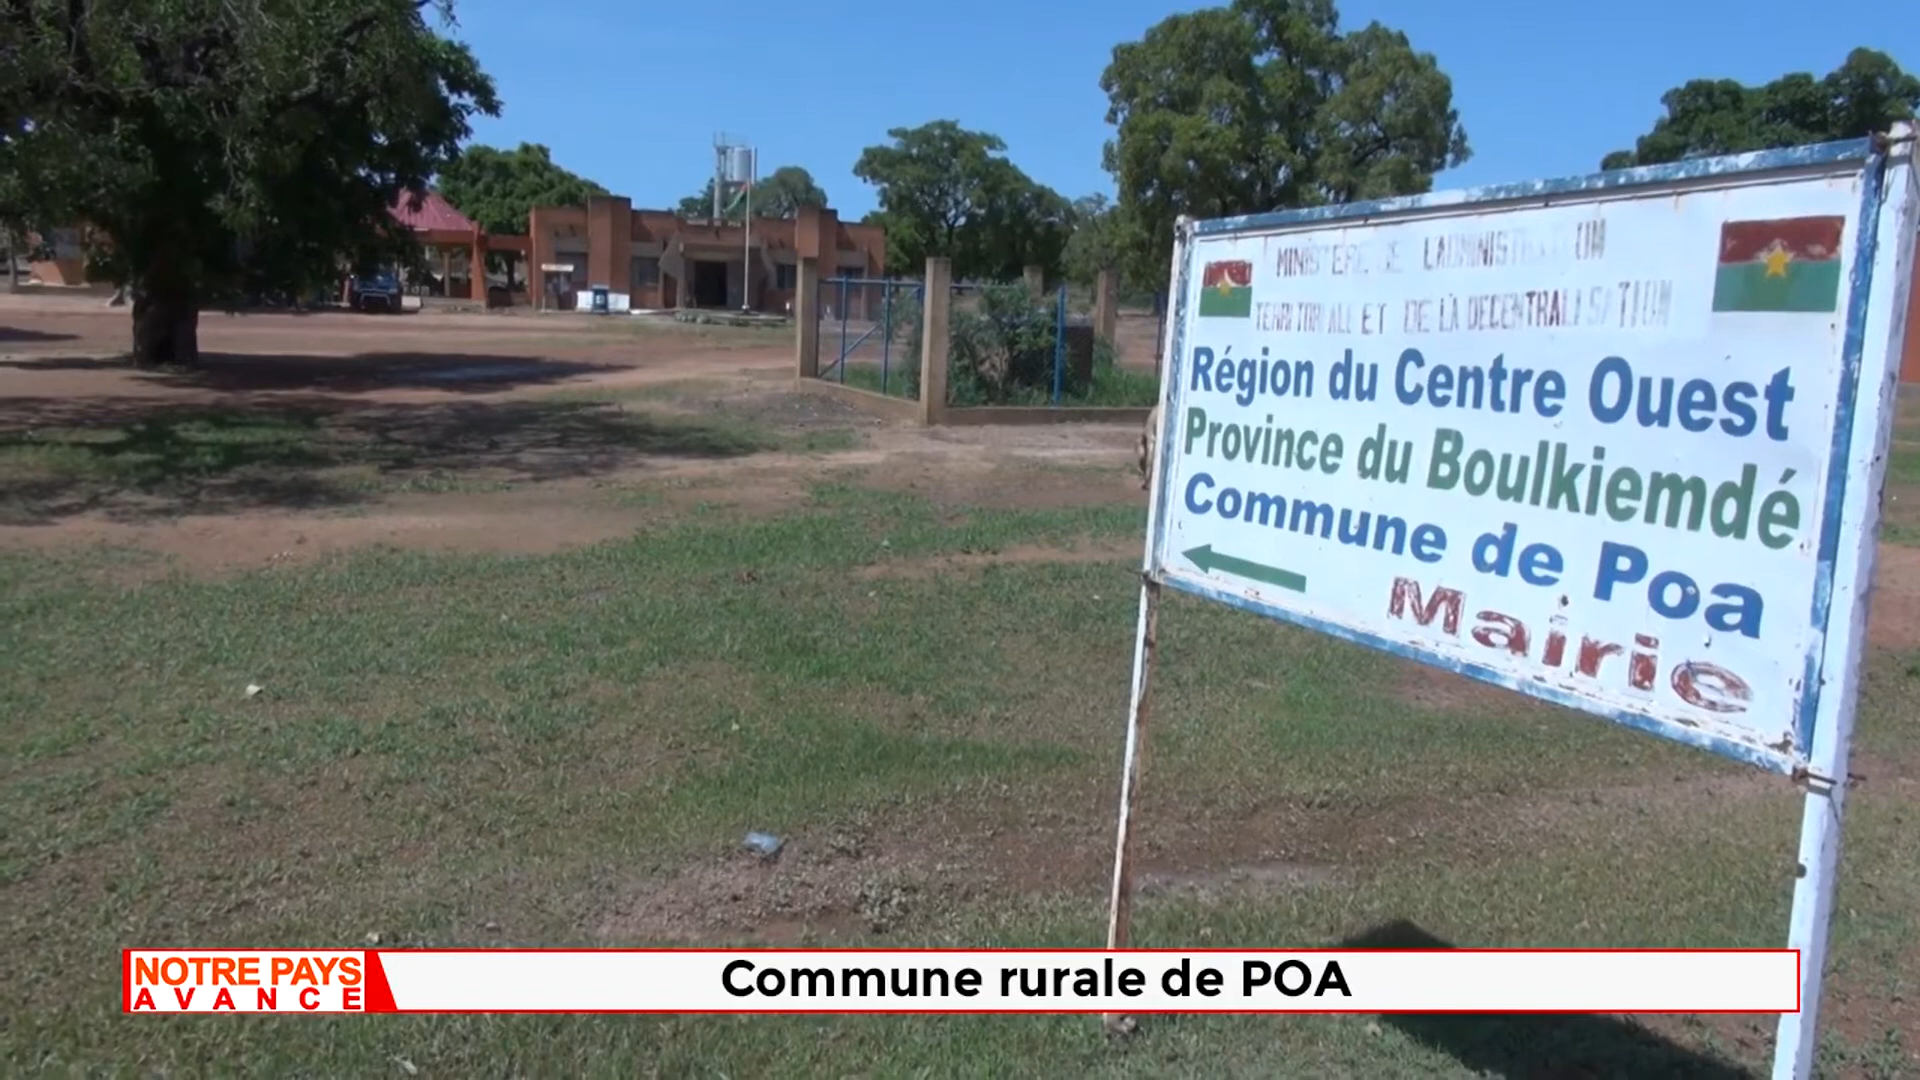 MINISTERE DE L'ADMINISTRATION
TERRITORIALE ET DE LA DECENTRALISATION
Région du Centre Ouest
Province du Boulkiemdé
Commune de Poa
Mairie
NOTRE PAYS
AVANCE
Commune rurale de POA